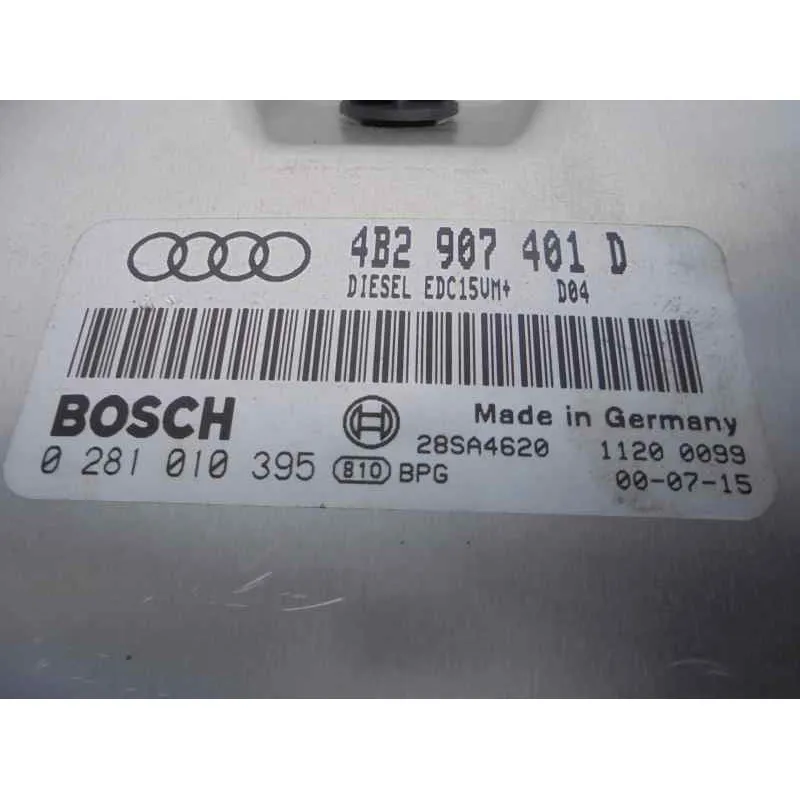 4B2 907 401 D
DIESEL EDC15VM+ D04
BOSCH
Made in Germany
0 281 010 395 810 BPG
28SA4620 1120 0099
00-07-15